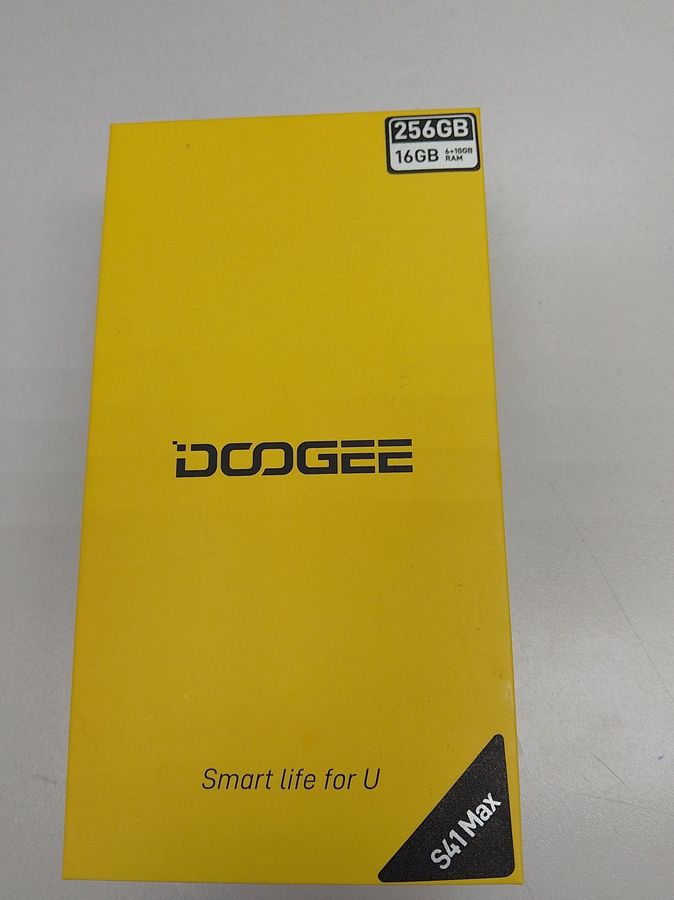 256GB
16GB 6+10GB RAM
DOOGEE
Smart life for U
S41 Max